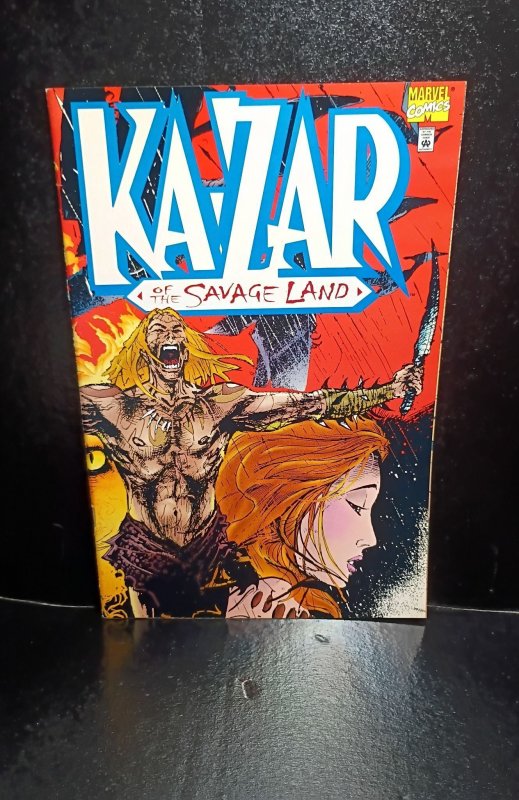 KA-ZAR
OF THE SAVAGE LAND
MARVEL
COMICS
M